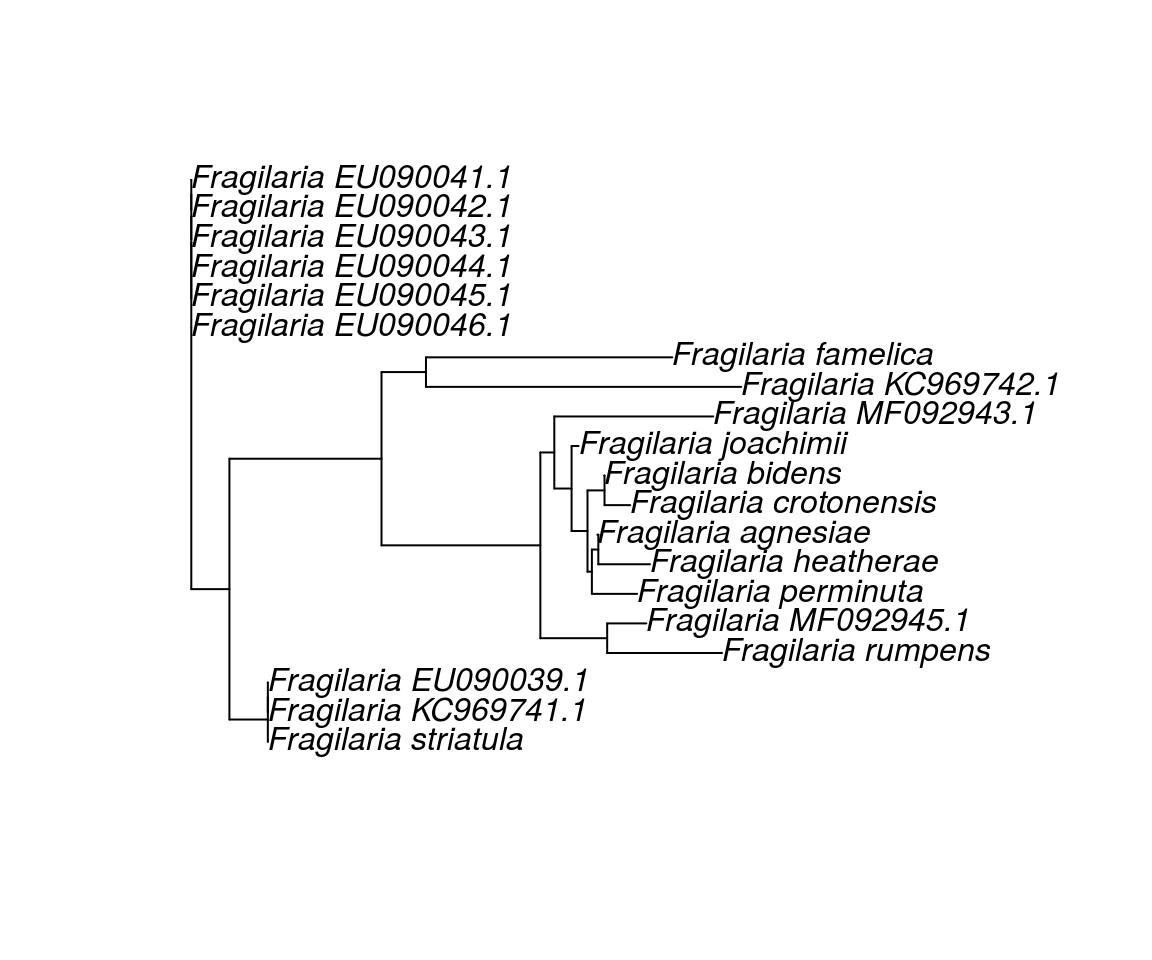 Fragilaria EU090041.1
Fragilaria EU090042.1
Fragilaria EU090043.1
Fragilaria EU090044.1
Fragilaria EU090045.1
Fragilaria EU090046.1
Fragilaria famelica
Fragilaria KC969742.1
Fragilaria MF092943.1
Fragilaria joachimii
Fragilaria bidens
Fragilaria crotonensis
Fragilaria agnesiae
Fragilaria heatherae
Fragilaria perminuta
Fragilaria MF092945.1
Fragilaria rumpens
Fragilaria EU090039.1
Fragilaria KC969741.1
Fragilaria striatula